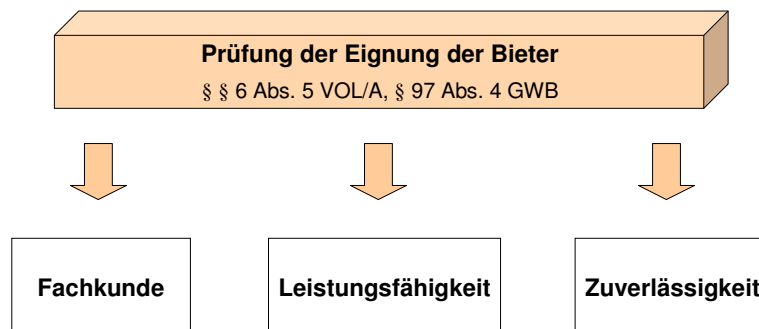 Prüfung der Eignung der Bieter
§ § 6 Abs. 5 VOL/A, § 97 Abs. 4 GWB
Fachkunde
Leistungsfähigkeit
Zuverlässigkeit